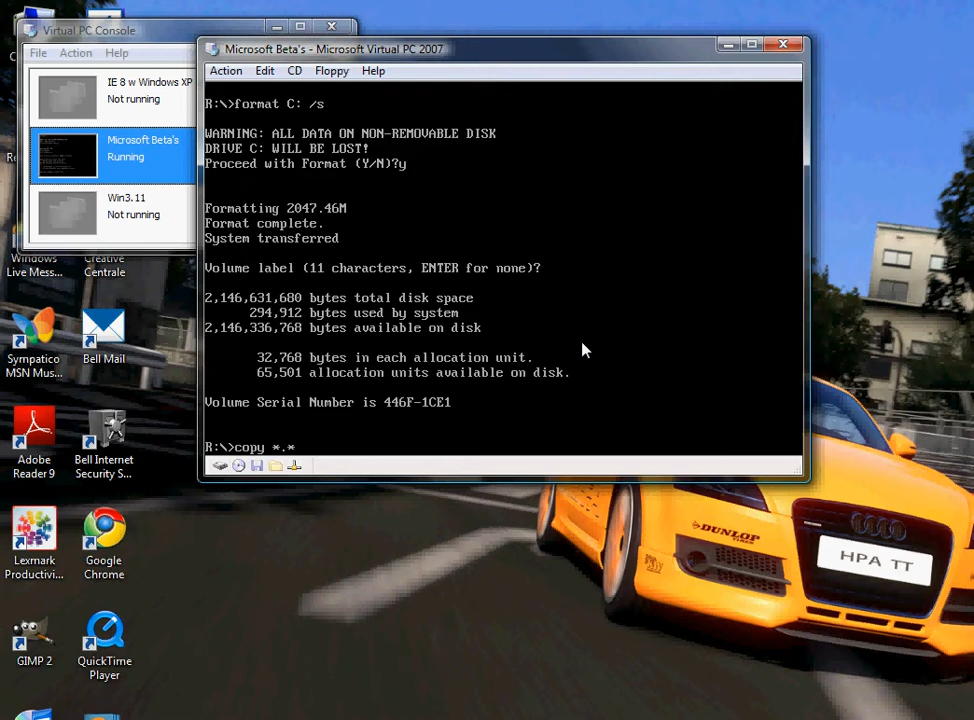 Virtual PC Console
File Action Help
IE 8 w Windows XP
Not running
Microsoft Beta's
Running
Win3.11
Not running
Microsoft Beta's - Microsoft Virtual PC 2007
Action Edit CD Floppy Help
R:\>format C: /s
WARNING: ALL DATA ON NON-REMOVABLE DISK
DRIVE C: WILL BE LOST!
Proceed with Format (Y/N)?y
Formatting 2047.46M
Format complete.
System transferred
Volume label (11 characters, ENTER for none)?
2,146,631,680 bytes total disk space
294,912 bytes used by system
2,146,336,768 bytes available on disk
32,768 bytes in each allocation unit.
65,501 allocation units available on disk.
Volume Serial Number is 446F-1CE1
R:\>copy *.*
Windows
Live Mess...
Creative
Centrale
Sympatico
MSN Mus...
Bell Mail
Adobe
Reader 9
Bell Internet
Security S...
Lexmark
Productivi...
Google
Chrome
GIMP 2
QuickTime
Player
DUNLOP
HPA TT